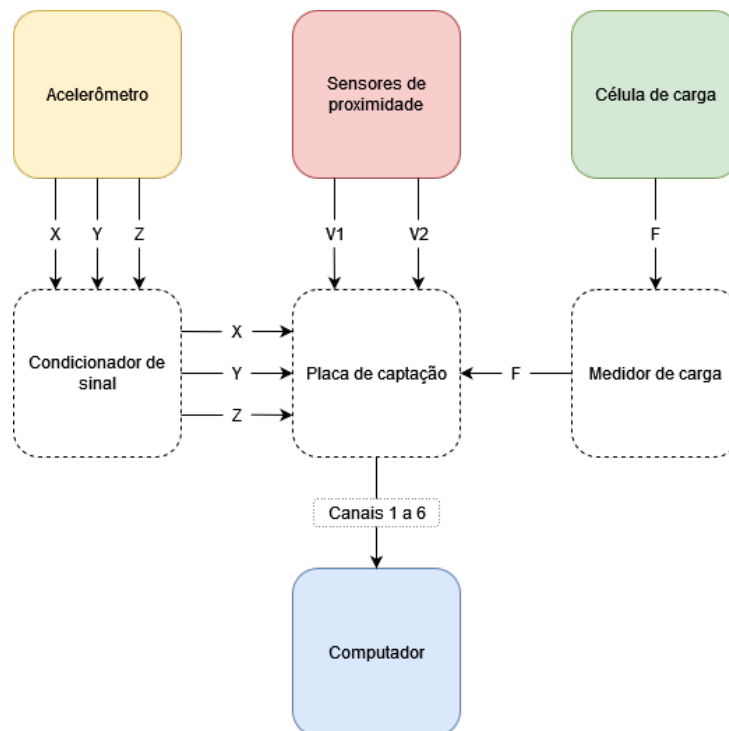 Acelerômetro
Sensores de
proximidade
Célula de carga
X
Y
Z
V1
V2
F
Condicionador de
sinal
X
Y
Z
Placa de captação
F
Medidor de carga
Canais 1 a 6
Computador